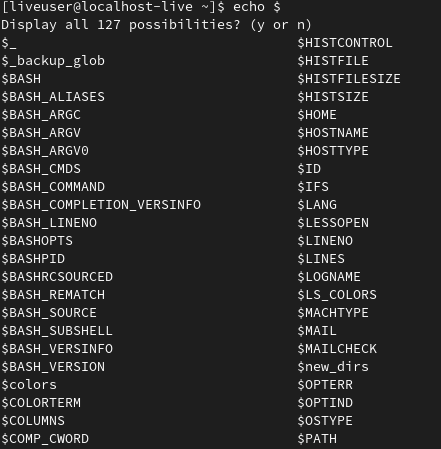 [liveuser@localhost-live ~]$ echo $
Display all 127 possibilities? (y or n)
$_ $HISTCONTROL
$_backup_glob $HISTFILE
$BASH $HISTFILESIZE
$BASH_ALIASES $HISTSIZE
$BASH_ARGC $HOME
$BASH_ARGV $HOSTNAME
$BASH_ARGV0 $HOSTTYPE
$BASH_CMDS $ID
$BASH_COMMAND $IFS
$BASH_COMPLETION_VERSINFO $LANG
$BASH_LINENO $LESSOPEN
$BASHOPTS $LINENO
$BASHPID $LINES
$BASHRCSOURCED $LOGNAME
$BASH_REMATCH $LS_COLORS
$BASH_SOURCE $MACHTYPE
$BASH_SUBSHELL $MAIL
$BASH_VERSINFO $MAILCHECK
$BASH_VERSION $new_dirs
$colors $OPTERR
$COLORTERM $OPTIND
$COLUMNS $OSTYPE
$COMP_CWORD $PATH